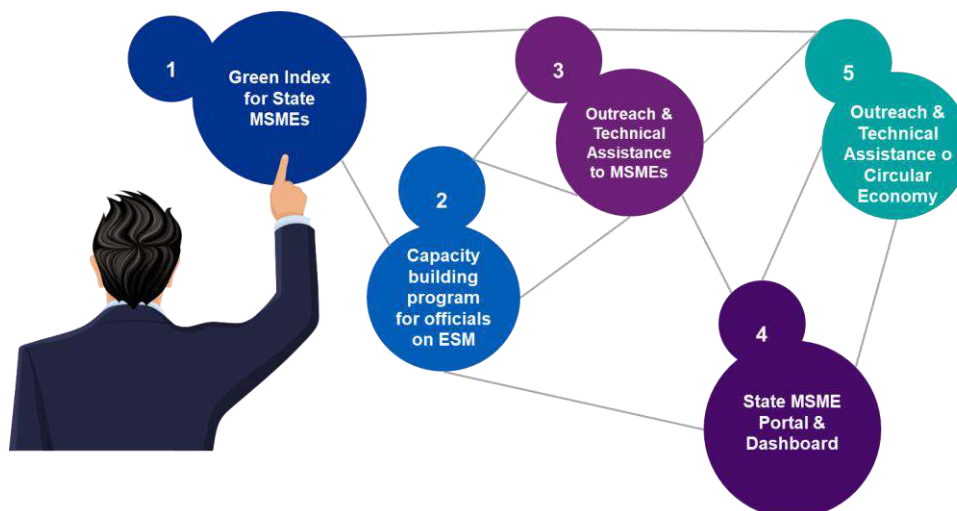 1
Green Index
for State
MSMEs
2
Capacity
building
program
for officials
on ESM
3
Outreach &
Technical
Assistance
to MSMEs
4
State MSME
Portal &
Dashboard
5
Outreach &
Technical
Assistance o
Circular
Economy